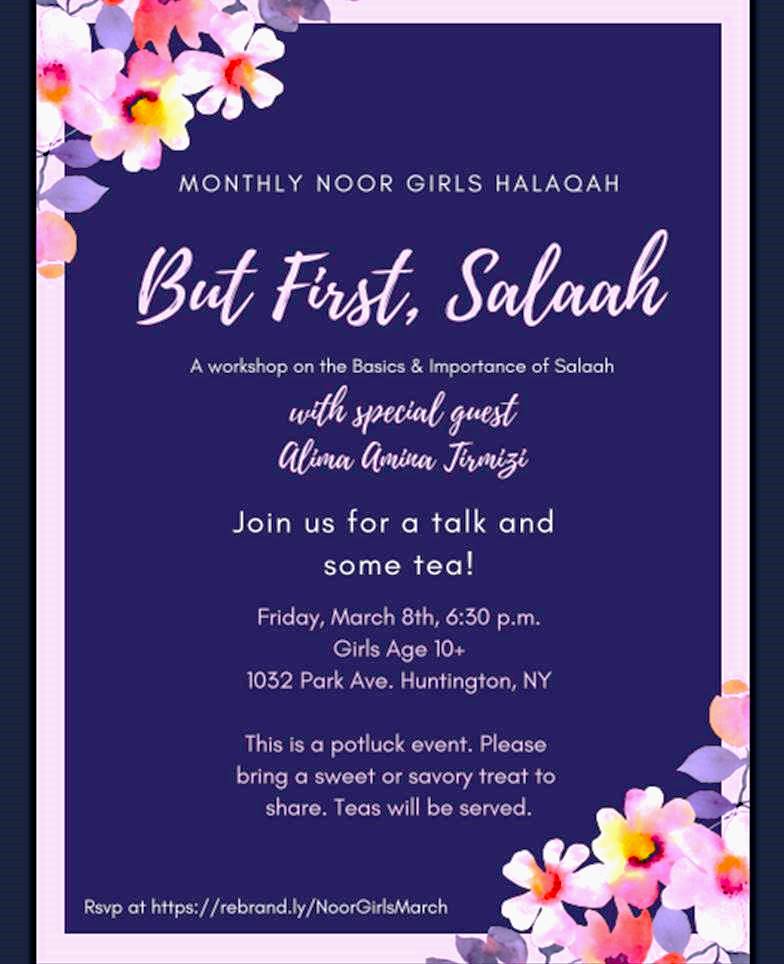 MONTHLY NOOR GIRLS HALAQAH
But First, Salaah
A workshop on the Basics & Importance of Salaah
with special guest
Alima Amina Tirmizi
Join us for a talk and
some tea!
Friday, March 8th, 6:30 p.m.
Girls Age 10+
1032 Park Ave. Huntington, NY
This is a potluck event. Please
bring a sweet or savory treat to
share. Teas will be served.
Rsvp at https://rebrand.ly/NoorGirlsMarch